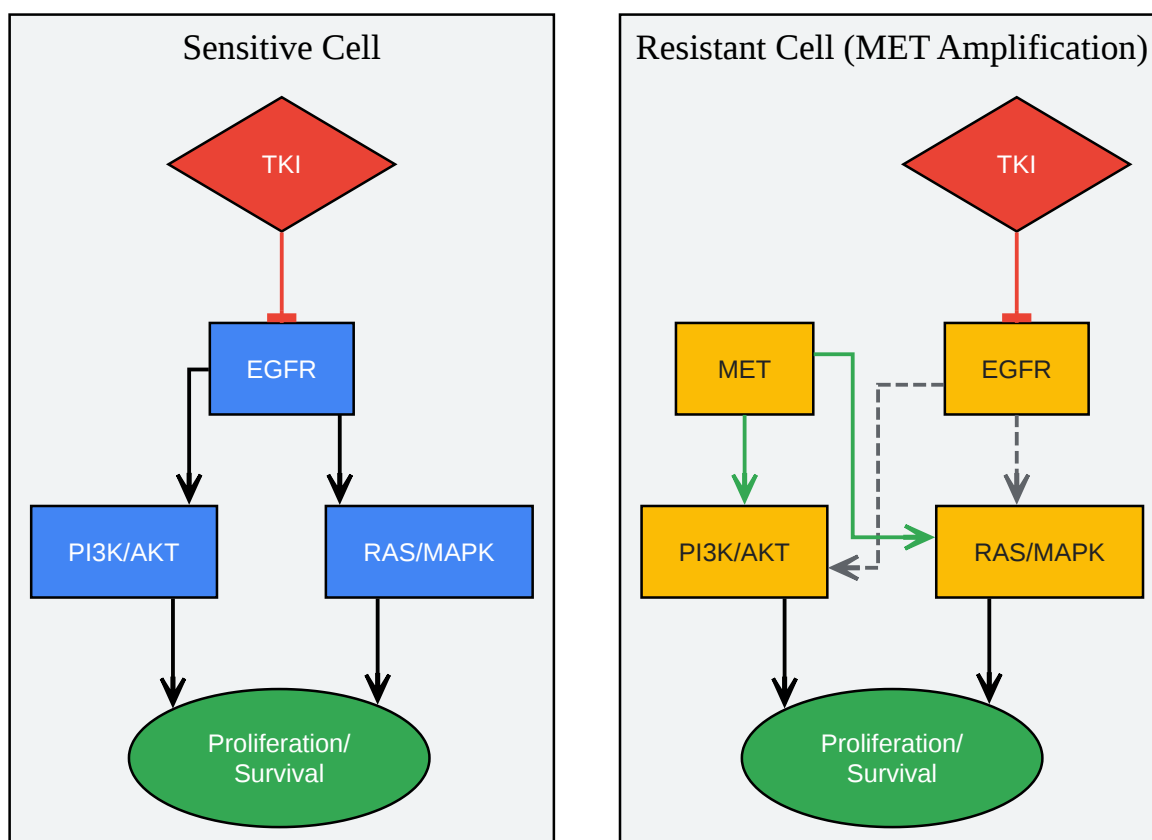 Sensitive Cell
TKI
EGFR
PI3K/AKT
RAS/MAPK
Proliferation/
Survival
Resistant Cell (MET Amplification)
TKI
MET
EGFR
PI3K/AKT
RAS/MAPK
Proliferation/
Survival